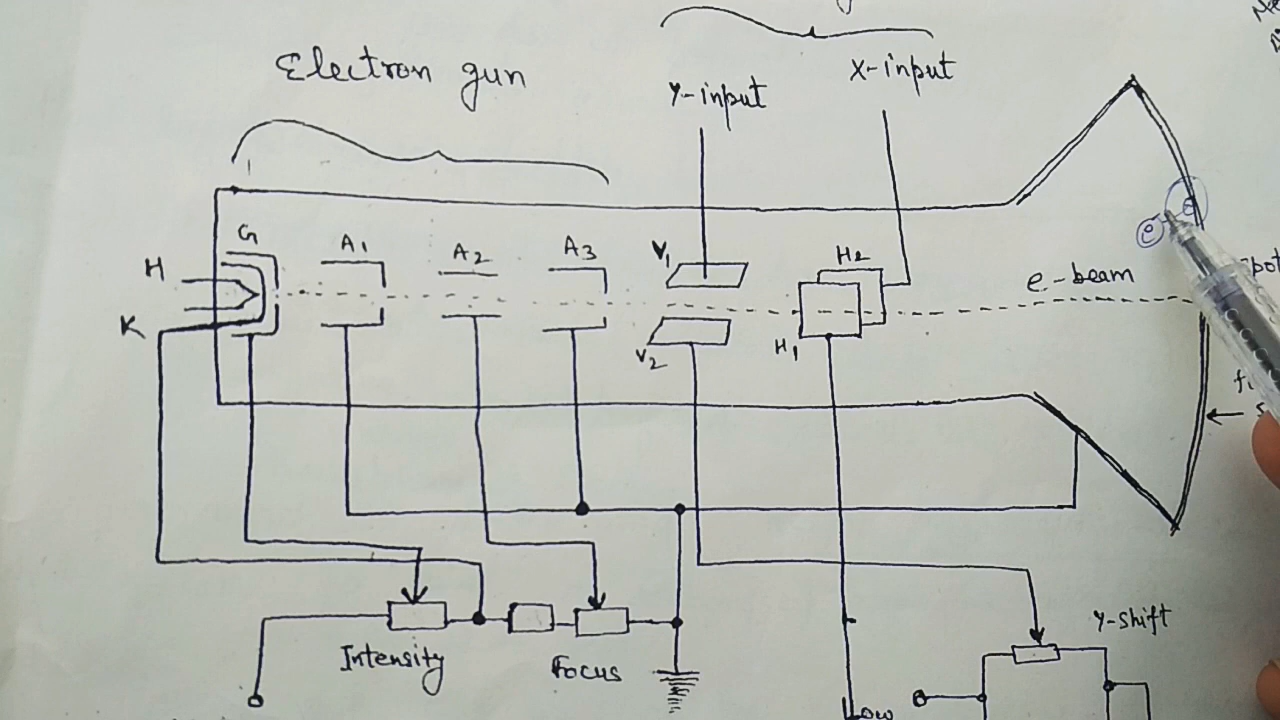 Electron gun
Y-input
X-input
G
A1
A2
A3
V1
H2
H
K
V2
H1
e-beam
e
Intensity
Focus
Y-shift
Low